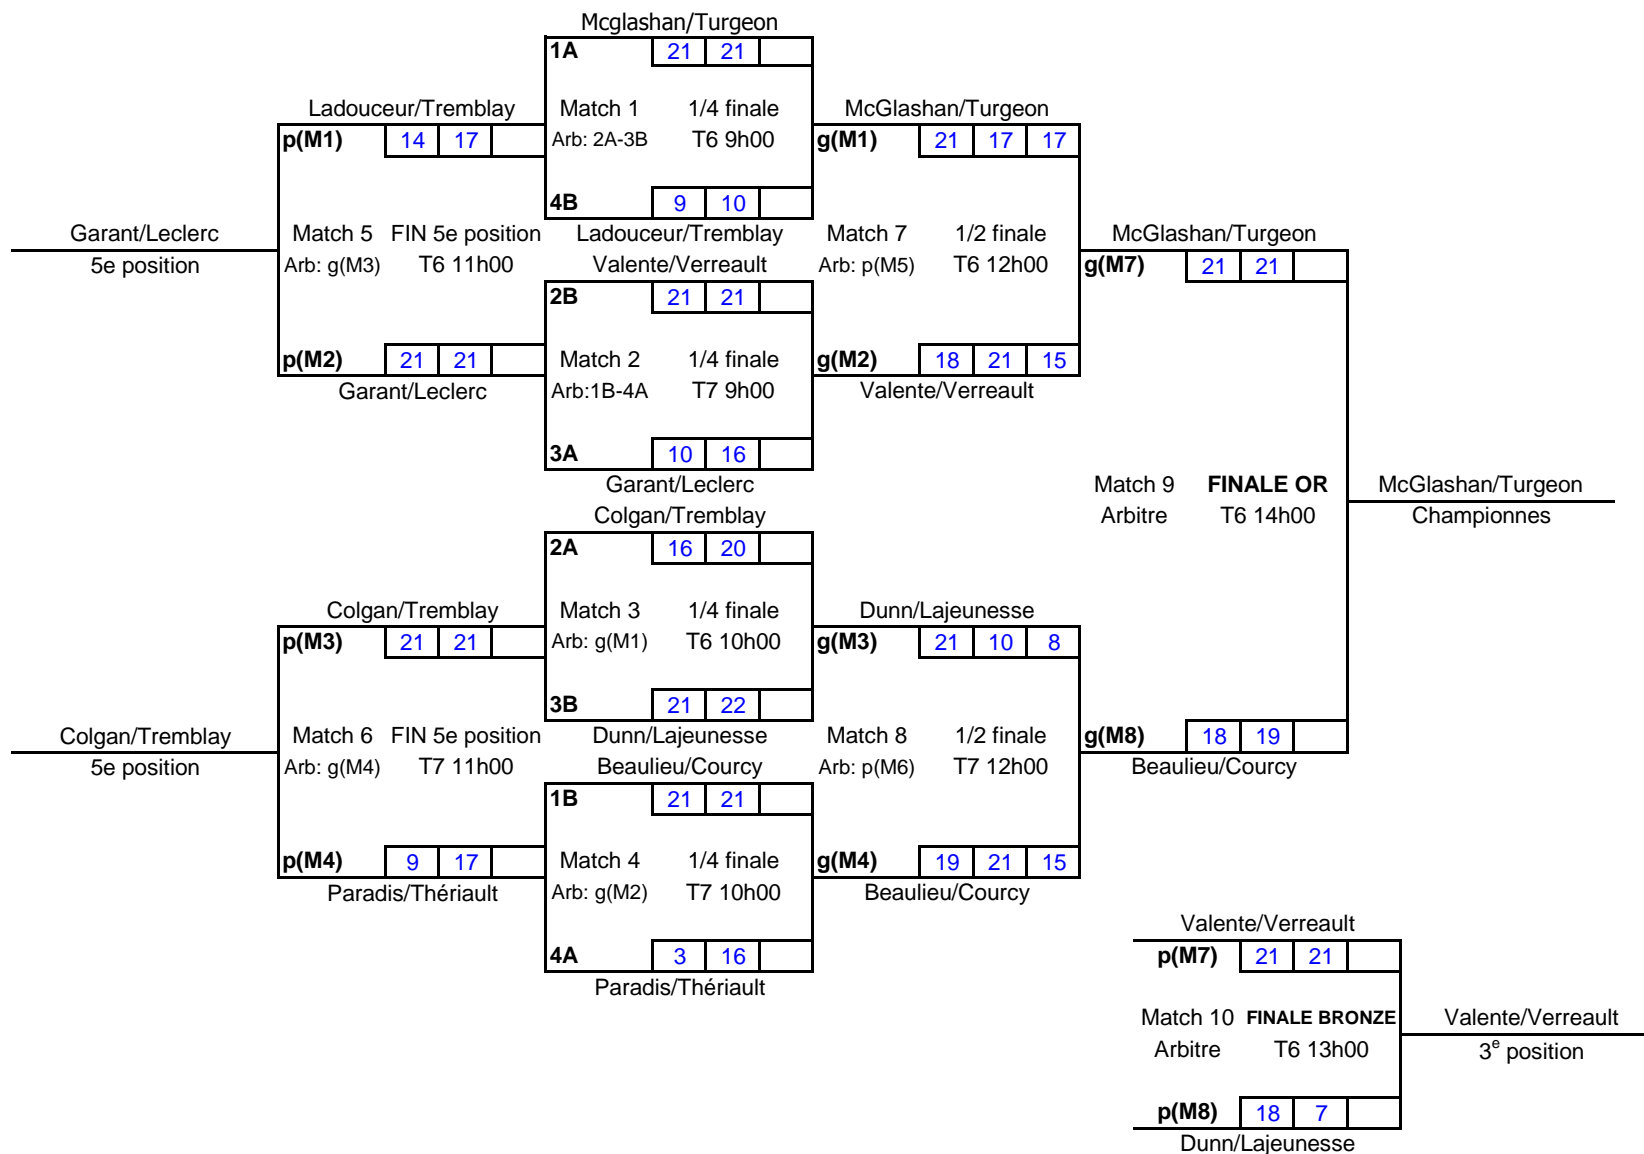 Mcglashan/Turgeon
1A 21 21
Ladouceur/Tremblay Match 1 1/4 finale McGlashan/Turgeon
p(M1) 14 17 Arb: 2A-3B T6 9h00 g(M1) 21 17 17
4B 9 10
Garant/Leclerc Match 5 FIN 5e position Ladouceur/Tremblay Match 7 1/2 finale McGlashan/Turgeon
5e position Arb: g(M3) T6 11h00 Valente/Verreault Arb: p(M5) T6 12h00 g(M7) 21 21
2B 21 21
p(M2) 21 21 Match 2 1/4 finale g(M2) 18 21 15
Garant/Leclerc Arb:1B-4A T7 9h00 Valente/Verreault
3A 10 16
Garant/Leclerc Match 9 FINALE OR McGlashan/Turgeon
Colgan/Tremblay Arbitre T6 14h00 Championnes
2A 16 20
Colgan/Tremblay Match 3 1/4 finale Dunn/Lajeunesse
p(M3) 21 21 Arb: g(M1) T6 10h00 g(M3) 21 10 8
3B 21 22
Colgan/Tremblay Match 6 FIN 5e position Dunn/Lajeunesse Match 8 1/2 finale g(M8) 18 19
5e position Arb: g(M4) T7 11h00 Beaulieu/Courcy Arb: p(M6) T7 12h00 Beaulieu/Courcy
1B 21 21
p(M4) 9 17 Match 4 1/4 finale g(M4) 19 21 15
Paradis/Thériault Arb: g(M2) T7 10h00 Beaulieu/Courcy
Valente/Verreault
4A 3 16 p(M7) 21 21
Paradis/Thériault
Match 10 FINALE BRONZE Valente/Verreault
Arbitre T6 13h00 3e position
p(M8) 18 7
Dunn/Lajeunesse